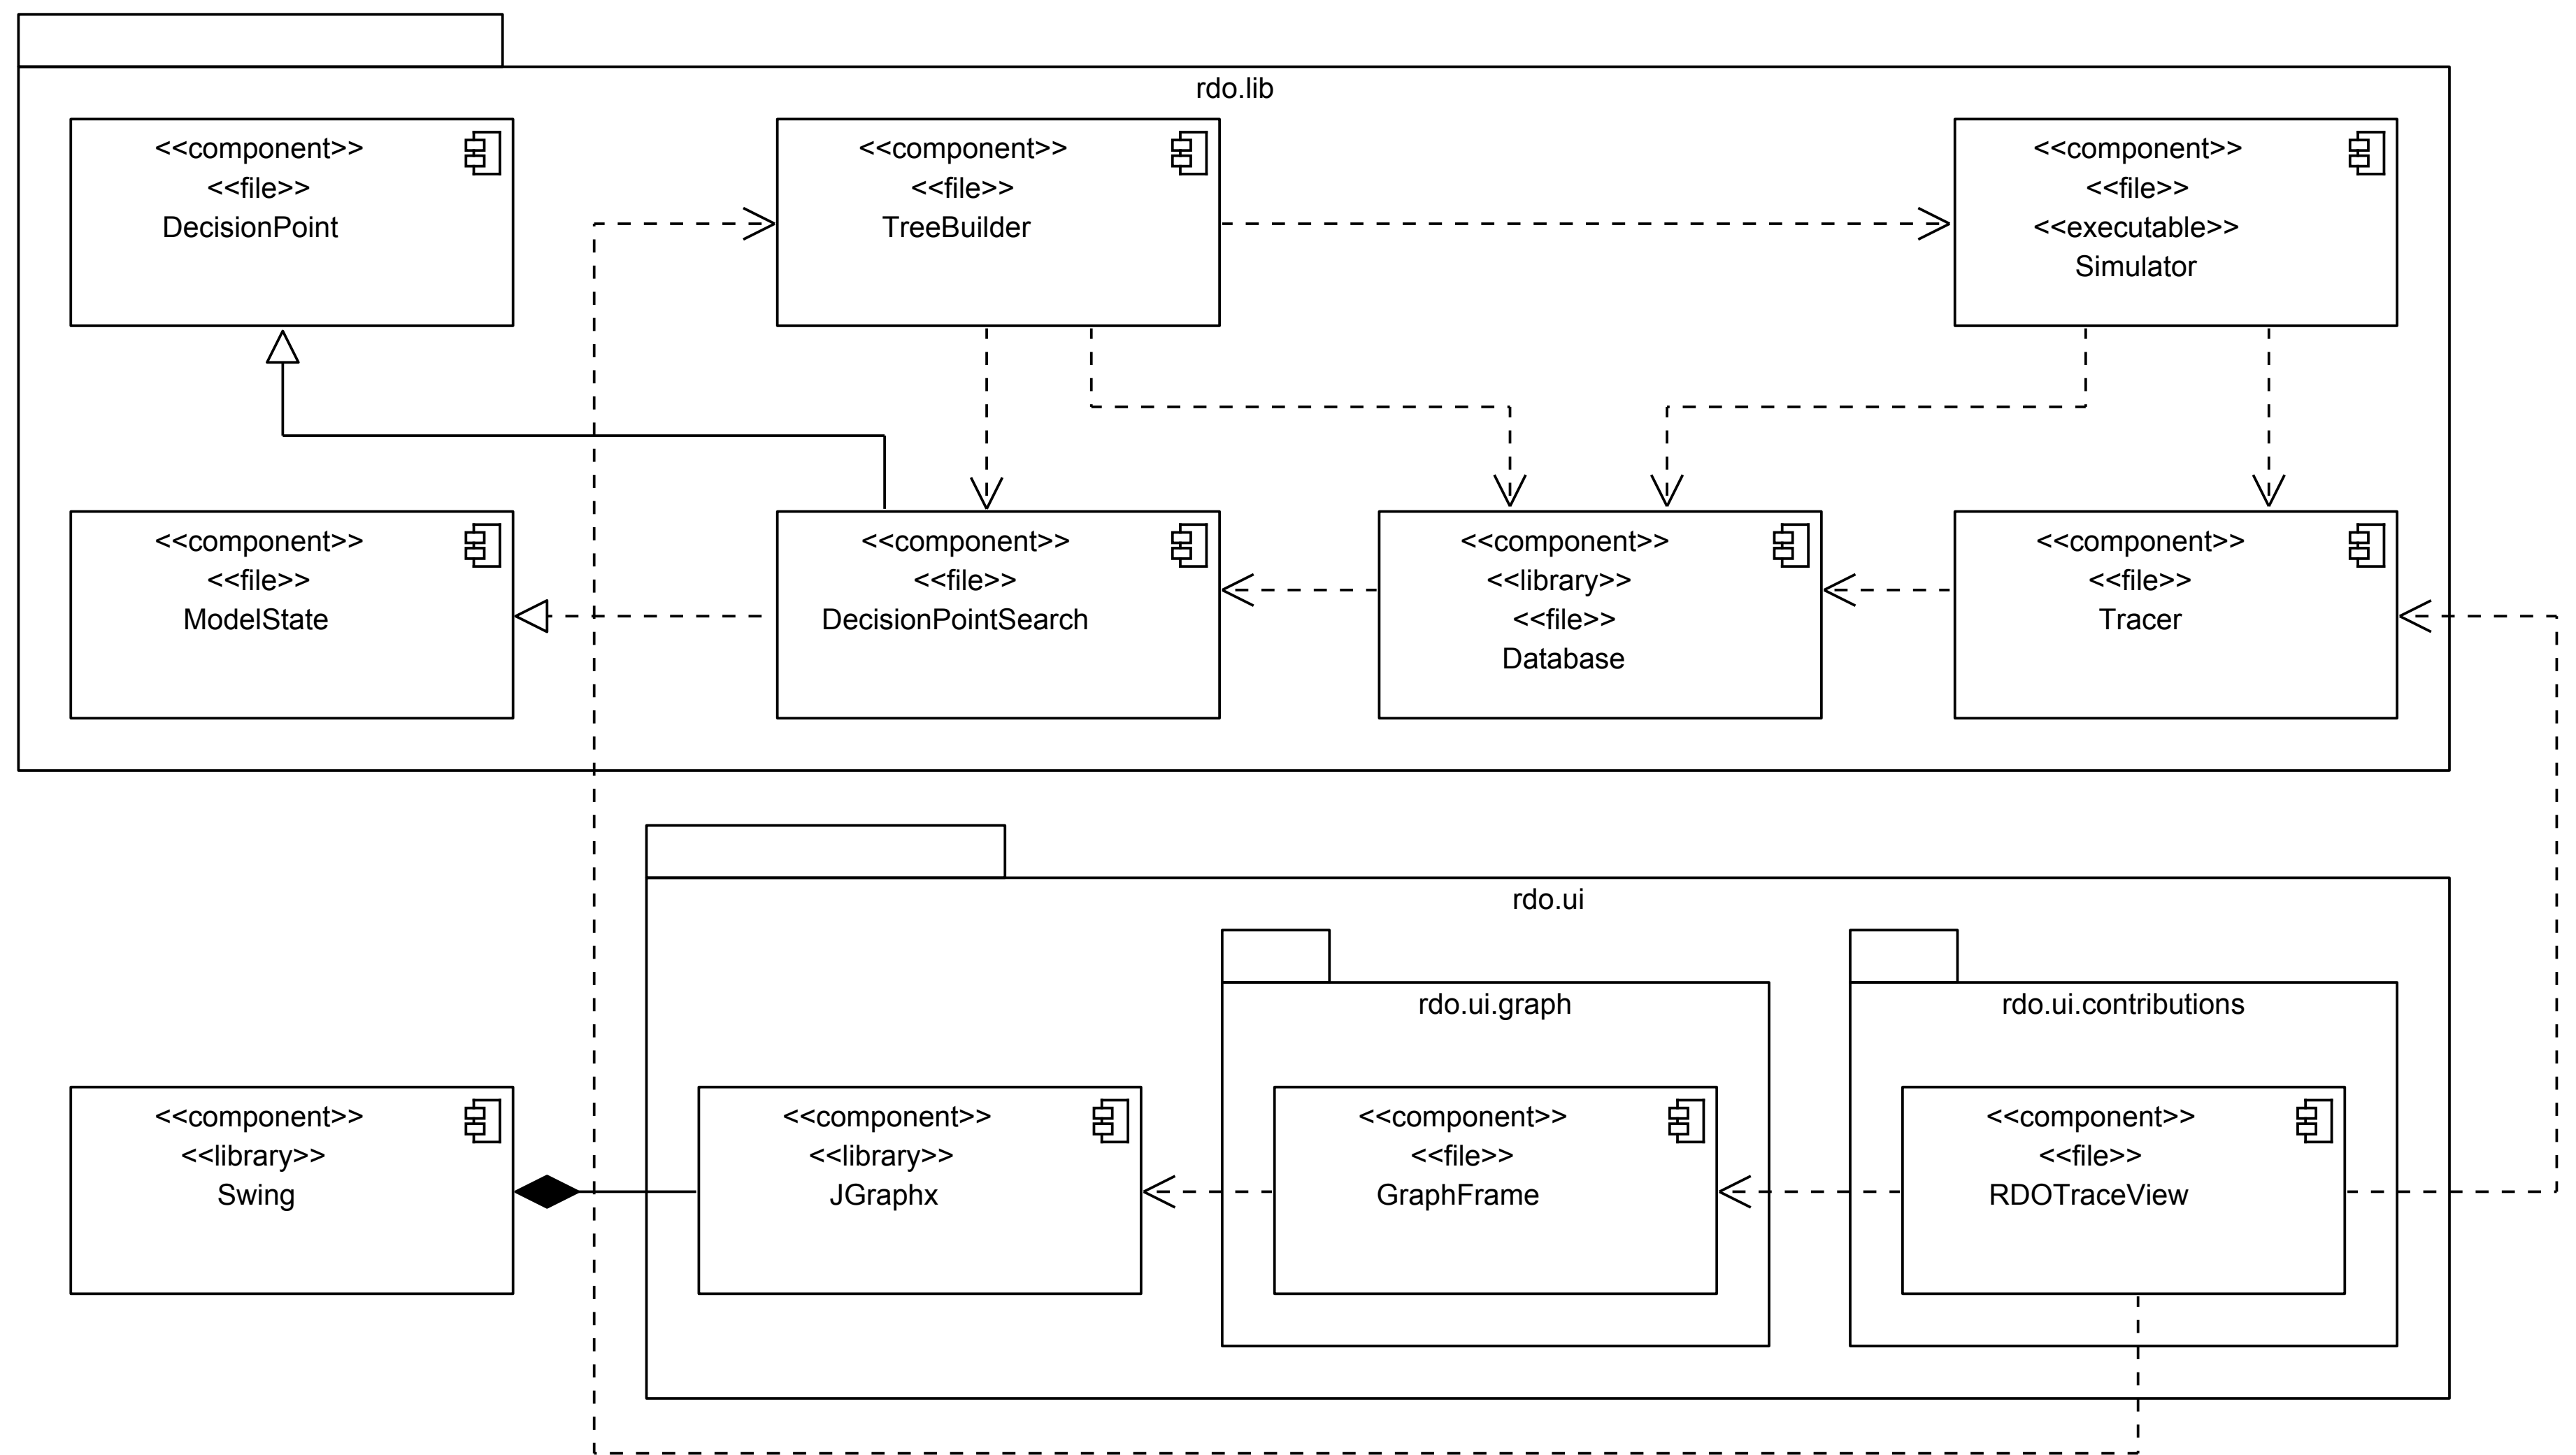 rdo.lib
<<component>>
<<file>>
DecisionPoint
<<component>>
<<file>>
TreeBuilder
<<component>>
<<file>>
<<executable>>
Simulator
<<component>>
<<file>>
ModelState
<<component>>
<<file>>
DecisionPointSearch
<<component>>
<<library>>
<<file>>
Database
<<component>>
<<file>>
Tracer
rdo.ui
rdo.ui.graph
rdo.ui.contributions
<<component>>
<<library>>
Swing
<<component>>
<<library>>
JGraphx
<<component>>
<<file>>
GraphFrame
<<component>>
<<file>>
RDOTraceView